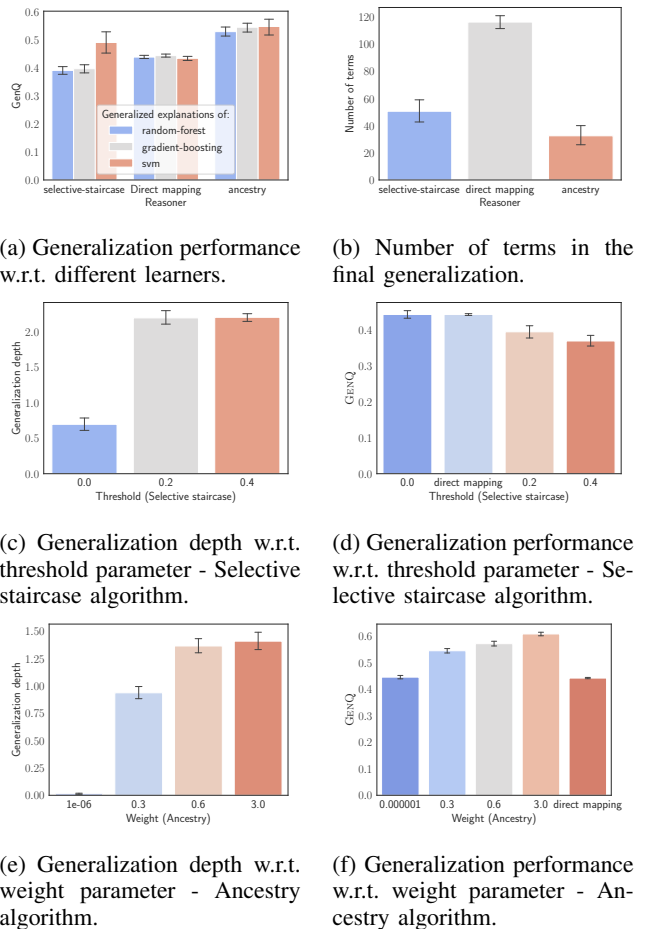 0.6
0.5
0.4
0.3
0.2
0.1
0.0
GenQ
Generalized explanations of:
random-forest
gradient-boosting
svm
selective-staircase Direct mapping ancestry
Reasoner
120
100
80
60
40
20
0
Number of terms
selective-staircase direct mapping ancestry
Reasoner
(a) Generalization performance
w.r.t. different learners.
(b) Number of terms in the
final generalization.
2.0
1.5
1.0
0.5
0.0
Generalization depth
0.0 0.2 0.4
Threshold (Selective staircase)
0.4
0.3
0.2
0.1
0.0
GENQ
0.0 direct mapping 0.2 0.4
Threshold (Selective staircase)
(c) Generalization depth w.r.t.
threshold parameter - Selective
staircase algorithm.
(d) Generalization performance
w.r.t. threshold parameter - Se-
lective staircase algorithm.
1.50
1.25
1.00
0.75
0.50
0.25
0.00
Generalization depth
1e-06 0.3 0.6 3.0
Weight (Ancestry)
0.6
0.5
0.4
0.3
0.2
0.1
0.0
GENQ
0.000001 0.3 0.6 3.0 direct mapping
Weight (Ancestry)
(e) Generalization depth w.r.t.
weight parameter - Ancestry
algorithm.
(f) Generalization performance
w.r.t. weight parameter - An-
cestry algorithm.